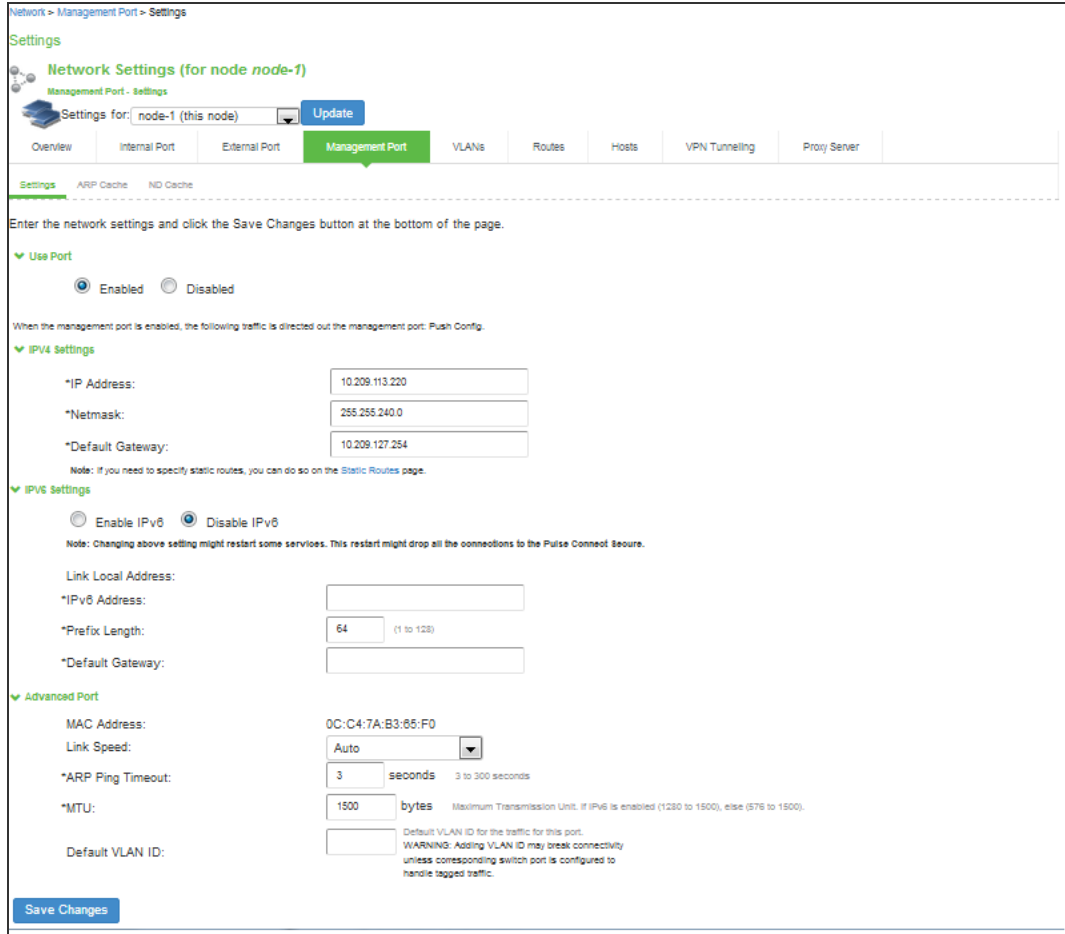 Network > Management Port > Settings
Settings
Network Settings (for node node-1)
Management Port - Settings
Settings for: node-1 (this node) Update
Overview Internal Port External Port Management Port VLANs Routes Hosts VPN Tunneling Proxy Server
Settings ARP Cache ND Cache
Enter the network settings and click the Save Changes button at the bottom of the page.
Use Port
Enabled Disabled
When the management port is enabled, the following traffic is directed out the management port: Push Config.
IPV4 Settings
*IP Address: 10.209.113.220
*Netmask: 255.255.240.0
*Default Gateway: 10.209.127.254
Note: If you need to specify static routes, you can do so on the Static Routes page.
IPV6 Settings
Enable IPv6 Disable IPv6
Note: Changing above setting might restart some services. This restart might drop all the connections to the Pulse Connect Secure.
Link Local Address:
*IPv6 Address:
*Prefix Length: 64 (1 to 128)
*Default Gateway:
Advanced Port
MAC Address: 0C:C4:7A:B3:65:F0
Link Speed: Auto
*ARP Ping Timeout: 3 seconds 3 to 300 seconds
*MTU: 1500 bytes Maximum Transmission Unit. If IPv6 is enabled (1280 to 1500), else (576 to 1500).
Default VLAN ID: Default VLAN ID for the traffic for this port.
WARNING: Adding VLAN ID may break connectivity
unless corresponding switch port is configured to
handle tagged traffic.
Save Changes